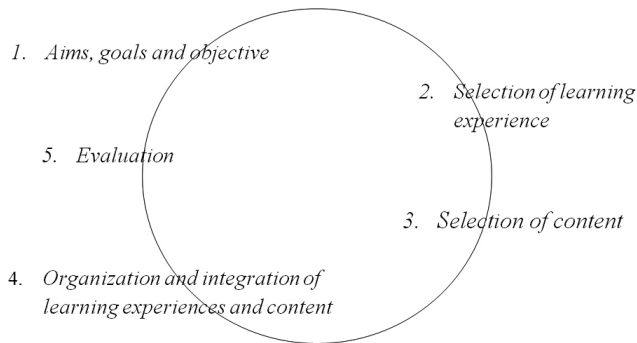 1. Aims, goals and objective
2. Selection of learning
experience
5. Evaluation
3. Selection of content
4. Organization and integration of
learning experiences and content